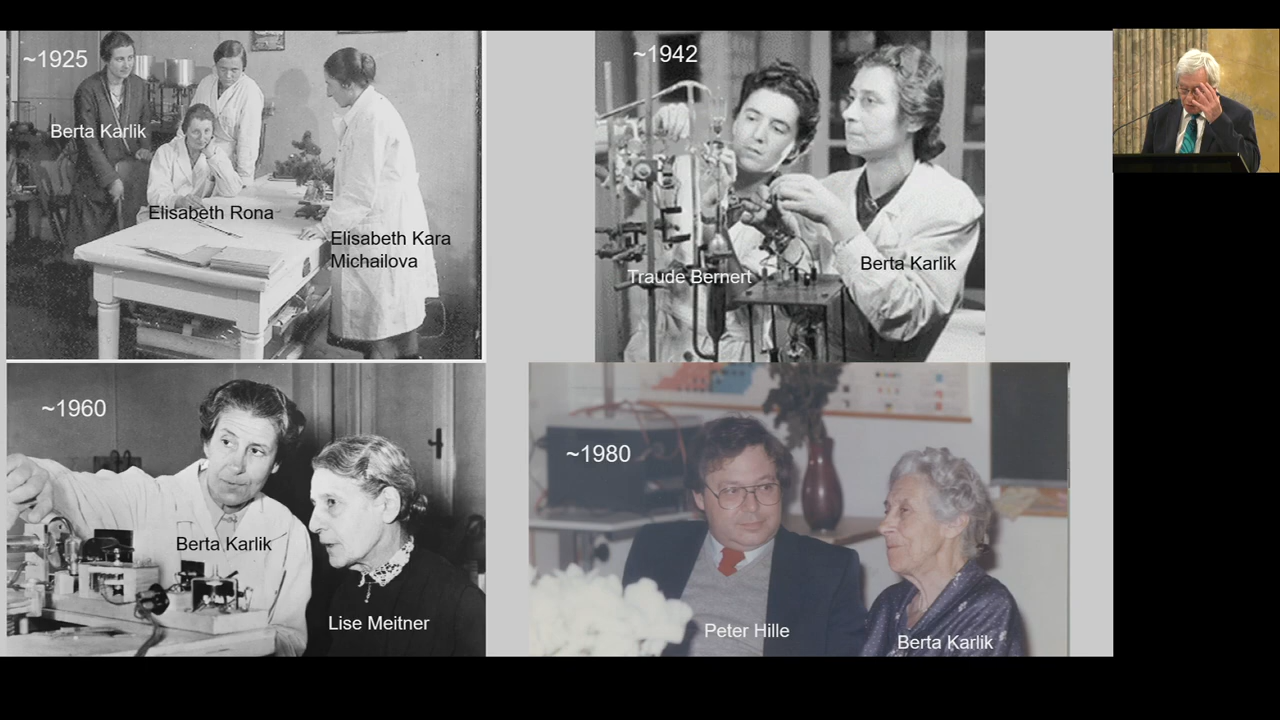 ~1925
Berta Karlik
Elisabeth Rona
Elisabeth Kara
Michailova
~1942
Traude Bernert
Berta Karlik
~1960
Berta Karlik
Lise Meitner
~1980
Peter Hille
Berta Karlik